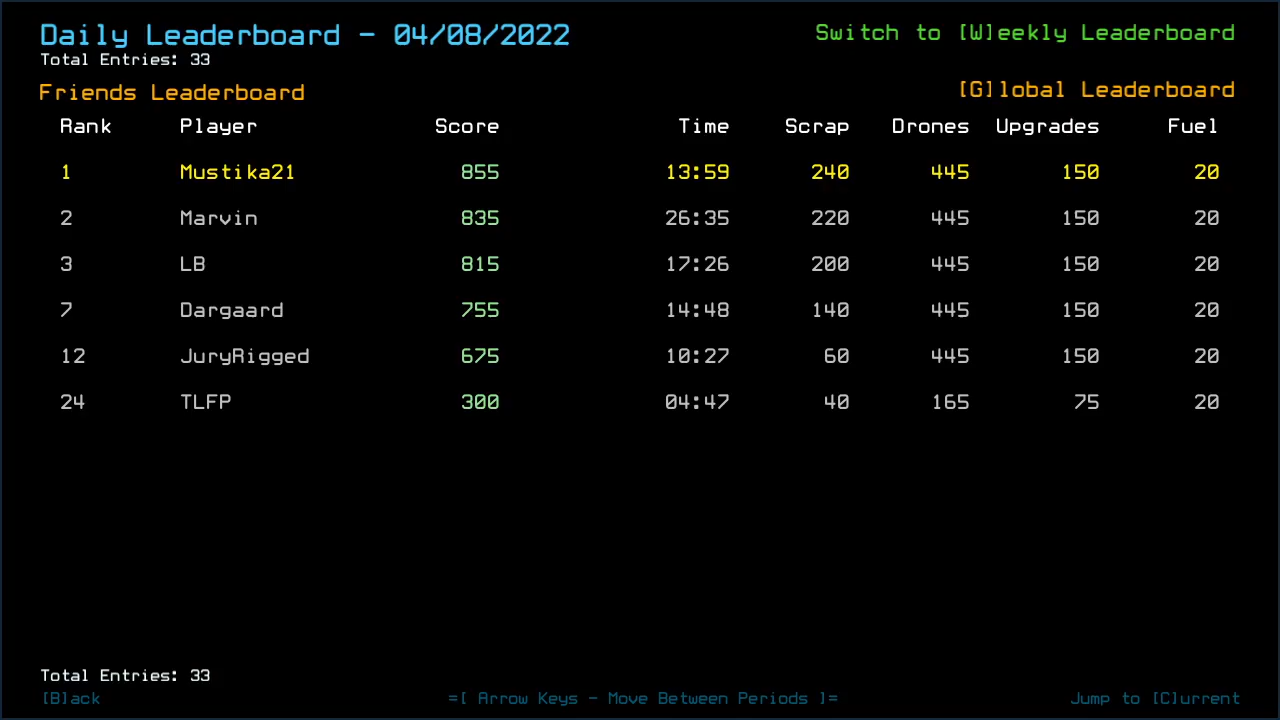 Daily Leaderboard - 04/08/2022 Switch to [W]eekly Leaderboard
Total Entries: 33
Friends Leaderboard [G]lobal Leaderboard
Rank Player Score Time Scrap Drones Upgrades Fuel
1 Mustika21 855 13:59 240 445 150 20
2 Marvin 835 26:35 220 445 150 20
3 LB 815 17:26 200 445 150 20
7 Dargaard 755 14:48 140 445 150 20
12 JuryRigged 675 10:27 60 445 150 20
24 TLFP 300 04:47 40 165 75 20
Total Entries: 33
[B]ack =[ Arrow Keys - Move Between Periods ]= Jump to [C]urrent